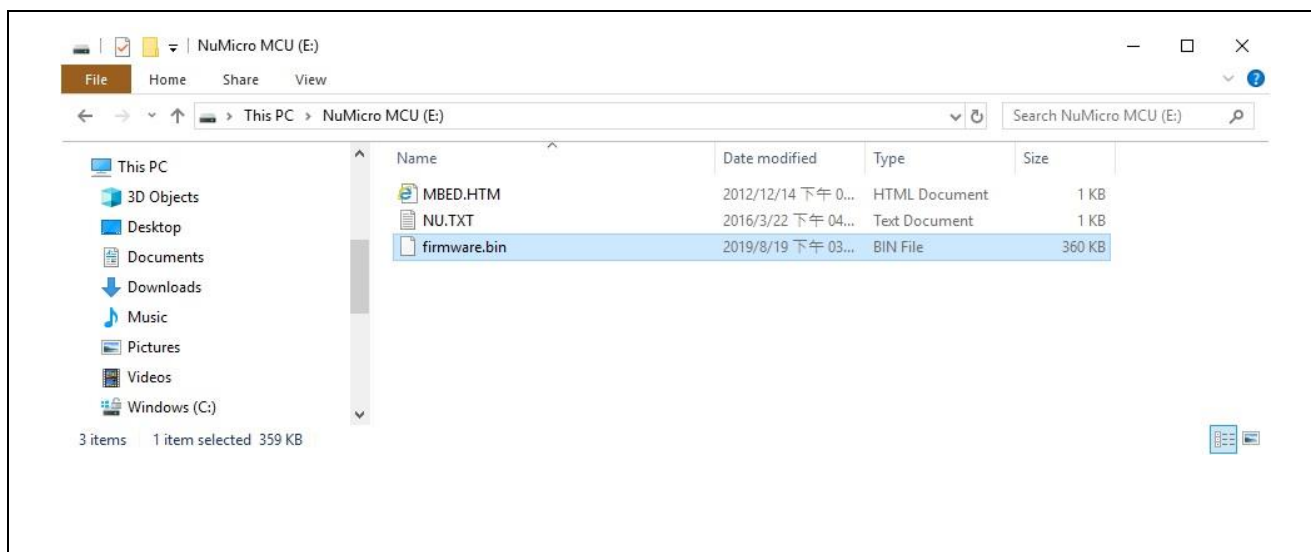 NuMicro MCU (E:)
File Home Share View
This PC > NuMicro MCU (E:) Search NuMicro MCU (E:)
Name Date modified Type Size
This PC
3D Objects
Desktop
Documents
Downloads
Music
Pictures
Videos
Windows (C:)
MBED.HTM 2012/12/14 下午 0... HTML Document 1 KB
NU.TXT 2016/3/22 下午 04... Text Document 1 KB
firmware.bin 2019/8/19 下午 03... BIN File 360 KB
3 items 1 item selected 359 KB